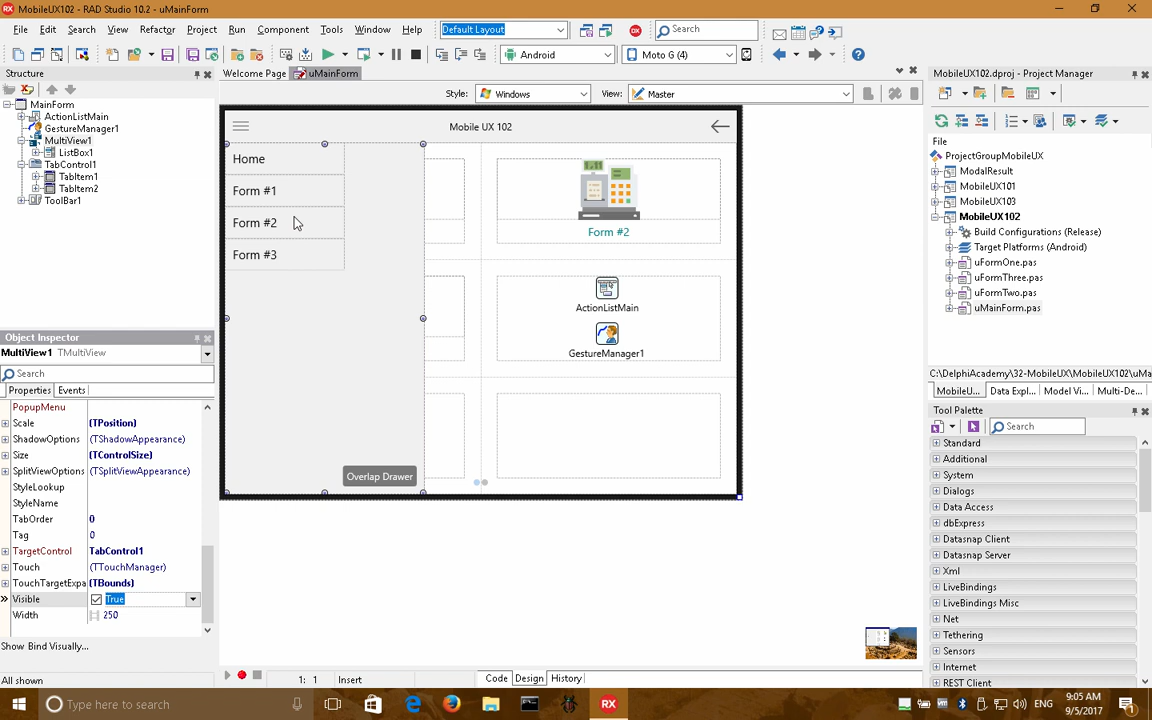 MobileUX102 - RAD Studio 10.2 - uMainForm
File Edit Search View Refactor Project Run Component Tools Window Help
Default Layout
Search
Android
Moto G (4)
Structure
MainForm
ActionListMain
GestureManager1
MultiView1
ListBox1
TabControl1
TabItem1
TabItem2
ToolBar1
Object Inspector
MultiView1 TMultiView
Search
Properties Events
PopupMenu
Scale (TPosition)
ShadowOptions (TShadowAppearance)
Size (TControlSize)
SplitViewOptions (TSplitViewAppearance)
StyleLookup
StyleName
TabOrder 0
Tag 0
TargetControl TabControl1
Touch (TTouchManager)
TouchTargetExpa (TBounds)
Visible True
Width 250
Show Bind Visually...
All shown
Welcome Page uMainForm
Style: Windows View: Master
Mobile UX 102
Home
Form #1
Form #2
Form #3
Overlap Drawer
Form #2
ActionListMain
GestureManager1
1: 1 Insert
Code Design History
MobileUX102.dproj - Project Manager
File
ProjectGroupMobileUX
ModalResult
MobileUX101
MobileUX103
MobileUX102
Build Configurations (Release)
Target Platforms (Android)
uFormOne.pas
uFormThree.pas
uFormTwo.pas
uMainForm.pas
C:\DelphiAcademy\32-MobileUX\MobileUX102\uMa
MobileU... Data Expl... Model Vi... Multi-De...
Tool Palette
Search
Standard
Additional
System
Dialogs
Data Access
dbExpress
Datasnap Client
Datasnap Server
Xml
LiveBindings
LiveBindings Misc
Net
Tethering
Sensors
Internet
REST Client
Type here to search
RX
ENG
9:05 AM
9/5/2017